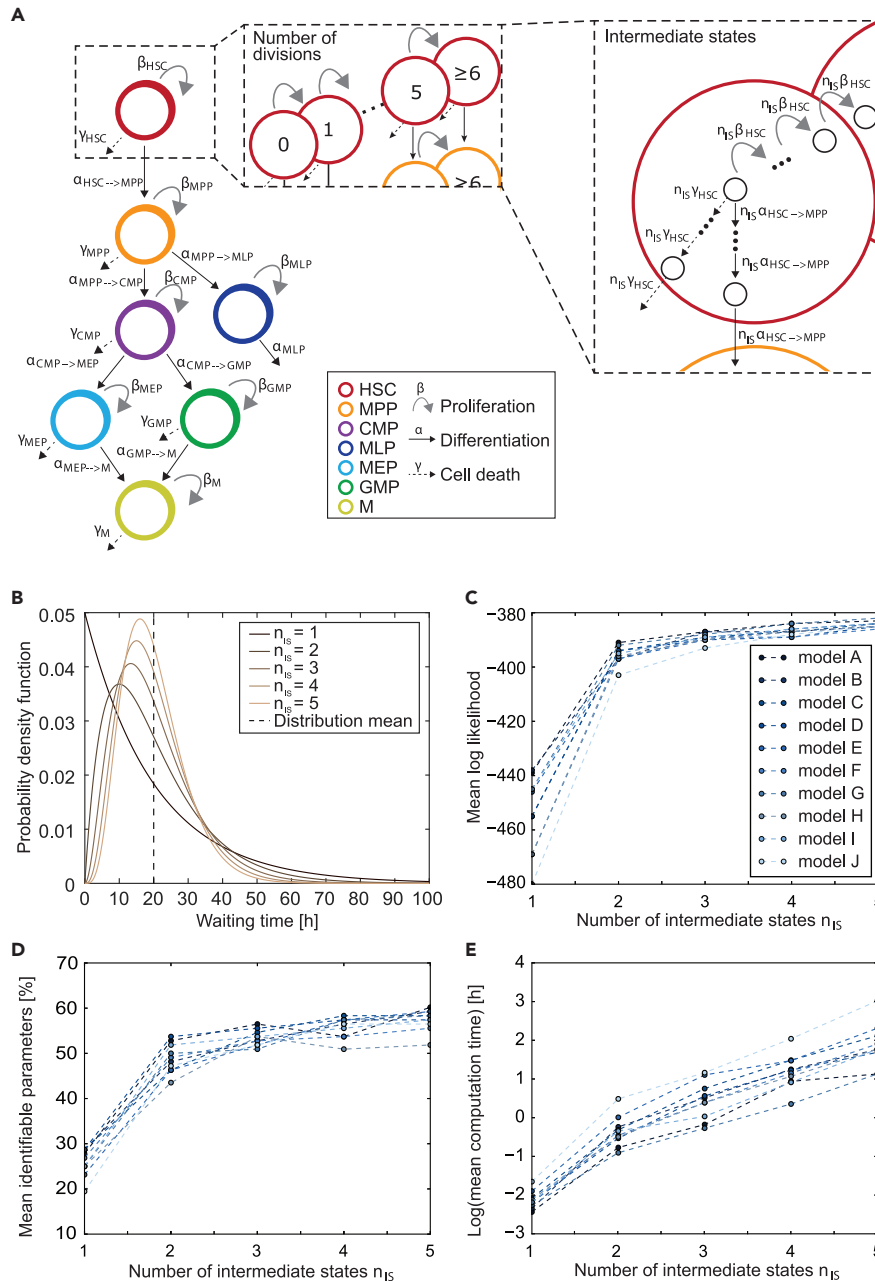 A
β_HSC
γ_HSC
α_HSC-->MPP
β_MPP
γ_MPP
α_MPP->MLP
α_MPP->CMP
β_CMP
β_MLP
γ_CMP
α_MLP
α_CMP->MEP
α_CMP->GMP
β_MEP
β_GMP
γ_MEP
γ_GMP
α_MEP-->M
α_GMP->M
β_M
γ_M
Number of
divisions
0
1
5
≥6
≥6
Intermediate states
n_IS β_HSC
n_IS β_HSC
n_IS β_HSC
n_IS γ_HSC
n_IS α_HSC->MPP
n_IS γ_HSC
n_IS α_HSC->MPP
n_IS γ_HSC
n_IS α_HSC->MPP
HSC
MPP
CMP
MLP
MEP
GMP
M
β
Proliferation
α
Differentiation
γ
Cell death
B
Probability density function
0.05
0.04
0.03
0.02
0.01
0
0 10 20 30 40 50 60 70 80 90 100
Waiting time [h]
n_IS = 1
n_IS = 2
n_IS = 3
n_IS = 4
n_IS = 5
Distribution mean
C
Mean log likelihood
−380
−400
−420
−440
−460
−480
1 2 3 4 5
Number of intermediate states n_IS
model A
model B
model C
model D
model E
model F
model G
model H
model I
model J
D
Mean identifiable parameters [%]
70
60
50
40
30
20
10
1 2 3 4 5
Number of intermediate states n_IS
E
Log(mean computation time) [h]
4
3
2
1
0
−1
−2
−3
1 2 3 4 5
Number of intermediate states n_IS